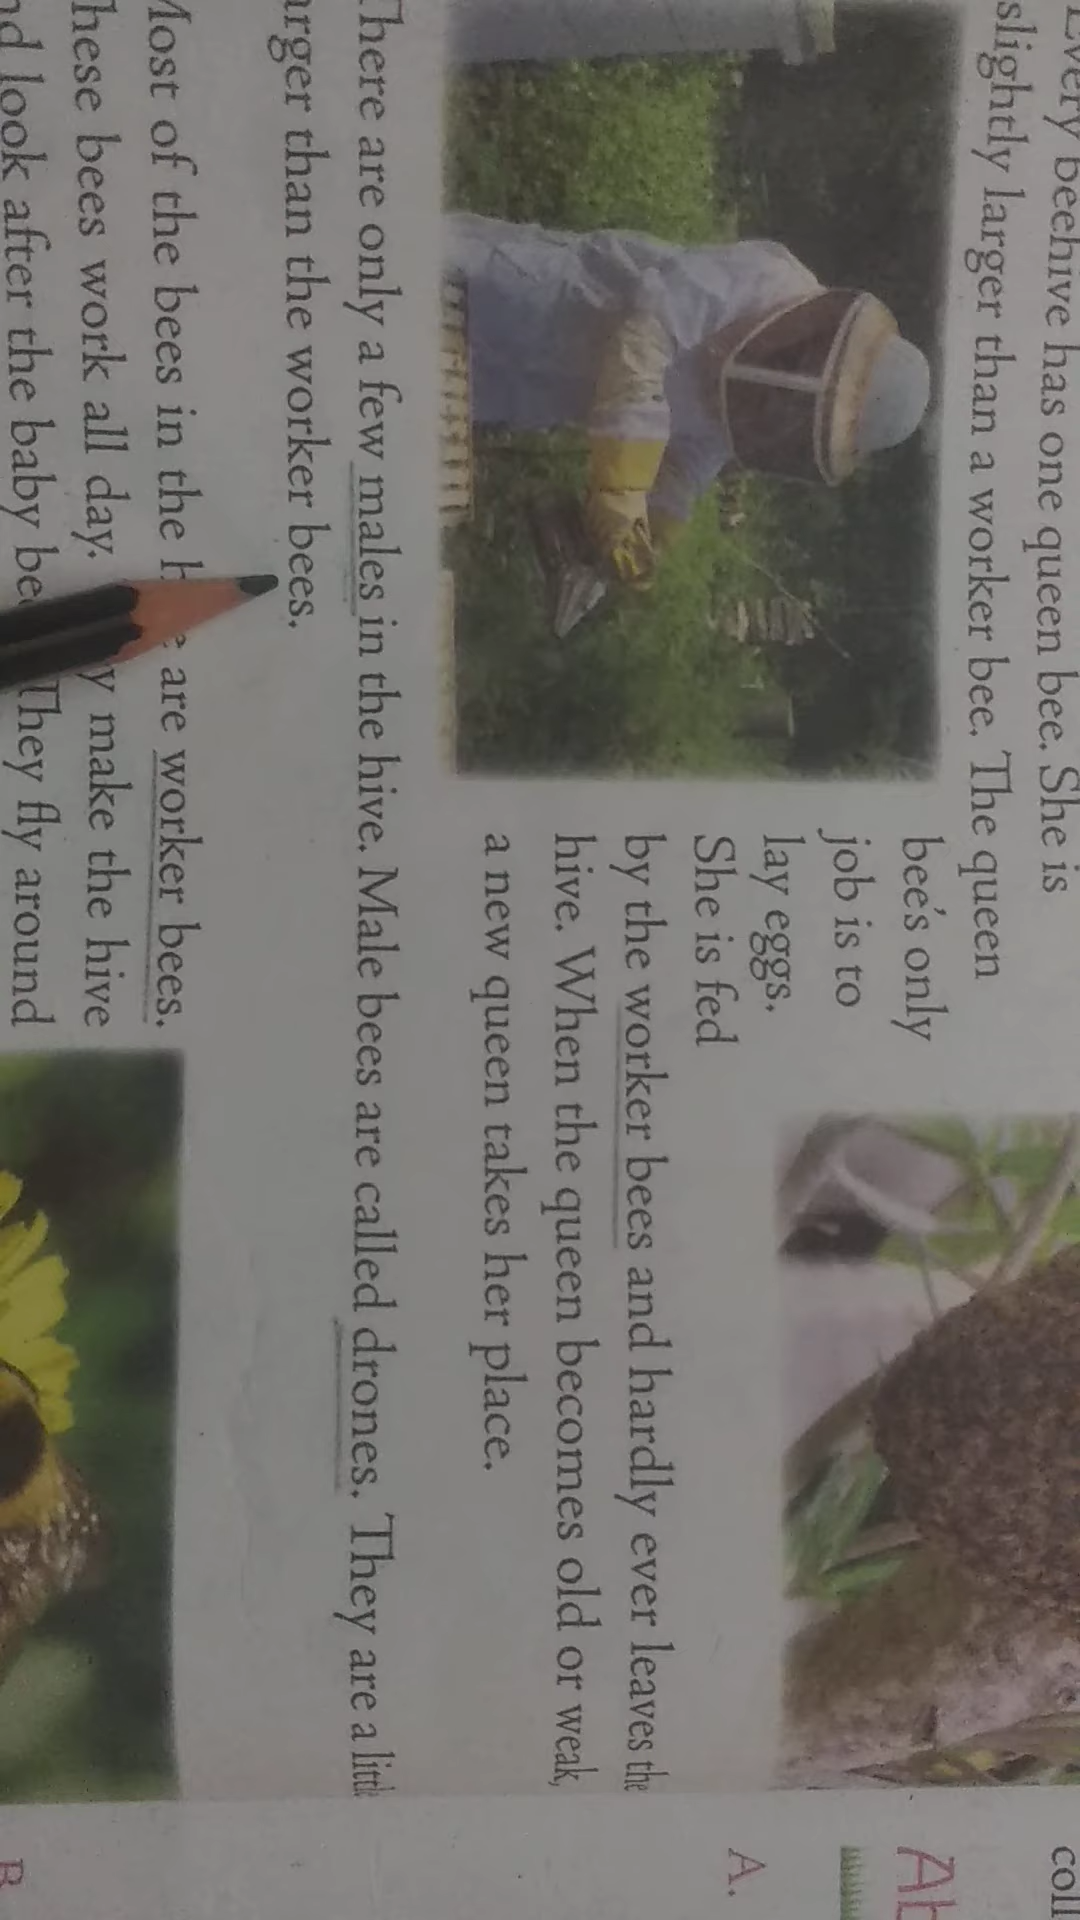 Every beehive has one queen bee. She is
slightly larger than a worker bee. The queen
bee's only
job is to
lay eggs.
She is fed
by the worker bees and hardly ever leaves the
hive. When the queen becomes old or weak,
a new queen takes her place.
There are only a few males in the hive. Male bees are called drones. They are a little
larger than the worker bees.
Most of the bees in the are worker bees.
These bees work all day. make the hive
and look after the baby They fly around
A.
B